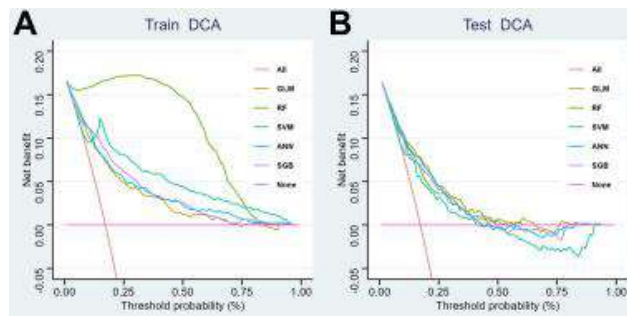 A
Train DCA
0.20
0.15
0.10
0.05
0.00
-0.05
Net benefit
All
GLM
RF
SVM
ANN
SGB
None
0.00 0.25 0.50 0.75 1.00
Threshold probability (%)
B
Test DCA
0.20
0.15
0.10
0.05
0.00
-0.05
Net benefit
All
GLM
RF
SVM
ANN
SGB
None
0.00 0.25 0.50 0.75 1.00
Threshold probability (%)